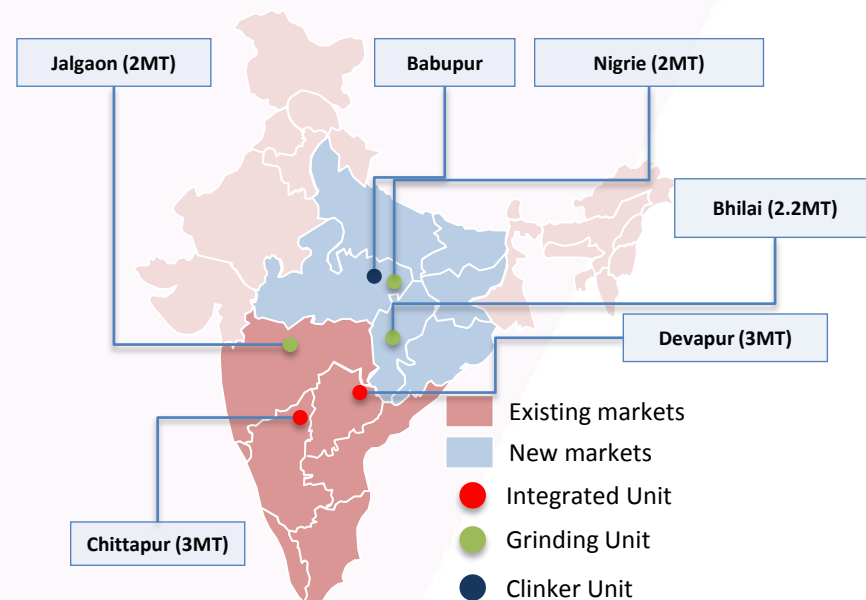 Jalgaon (2MT)
Babupur
Nigrie (2MT)
Bhilai (2.2MT)
Devapur (3MT)
Chittapur (3MT)
Existing markets
New markets
Integrated Unit
Grinding Unit
Clinker Unit